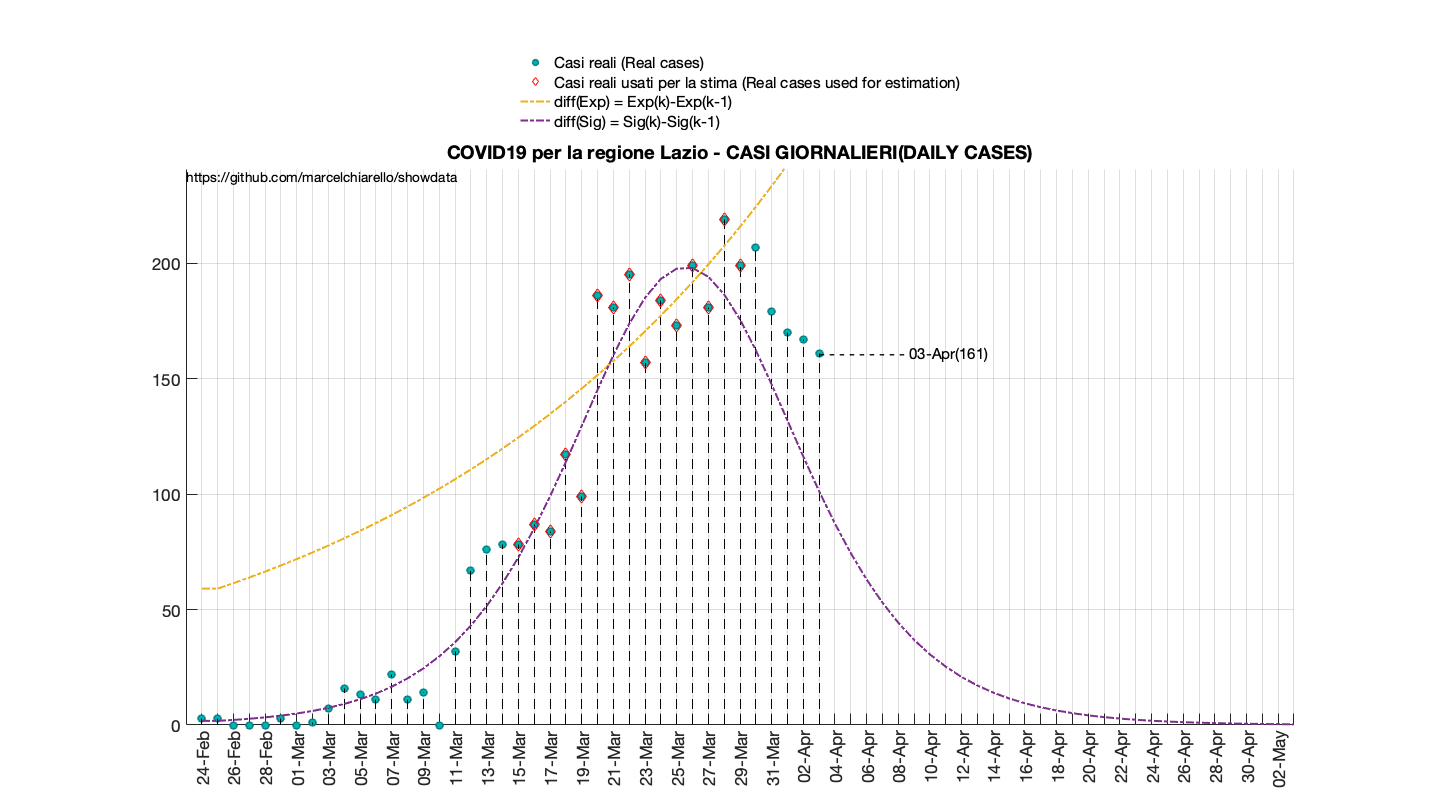 Casi reali (Real cases)
Casi reali usati per la stima (Real cases used for estimation)
diff(Exp) = Exp(k)-Exp(k-1)
diff(Sig) = Sig(k)-Sig(k-1)
COVID19 per la regione Lazio - CASI GIORNALIERI(DAILY CASES)
https://github.com/marcelchiarello/showdata
200
150
100
50
0
03-Apr(161)
24-Feb
26-Feb
28-Feb
01-Mar
03-Mar
05-Mar
07-Mar
09-Mar
11-Mar
13-Mar
15-Mar
17-Mar
19-Mar
21-Mar
23-Mar
25-Mar
27-Mar
29-Mar
31-Mar
02-Apr
04-Apr
06-Apr
08-Apr
10-Apr
12-Apr
14-Apr
16-Apr
18-Apr
20-Apr
22-Apr
24-Apr
26-Apr
28-Apr
30-Apr
02-May